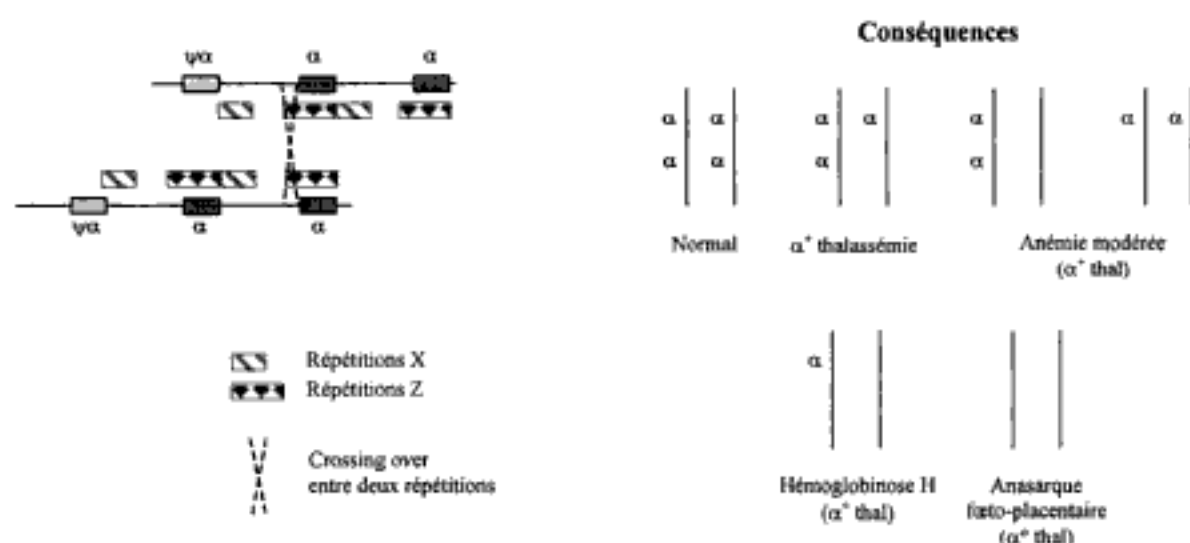 Conséquences
ψα α α
ψα α α
α α α α α α
α α α α
Normal
α⁺ thalassémie
Anémie modérée
(α⁺ thal)
Répétitions X
Répétitions Z
Crossing over
entre deux répétitions
α
Hémoglobinose H
(α⁺ thal)
Anasarque
fœto-placentaire
thal)